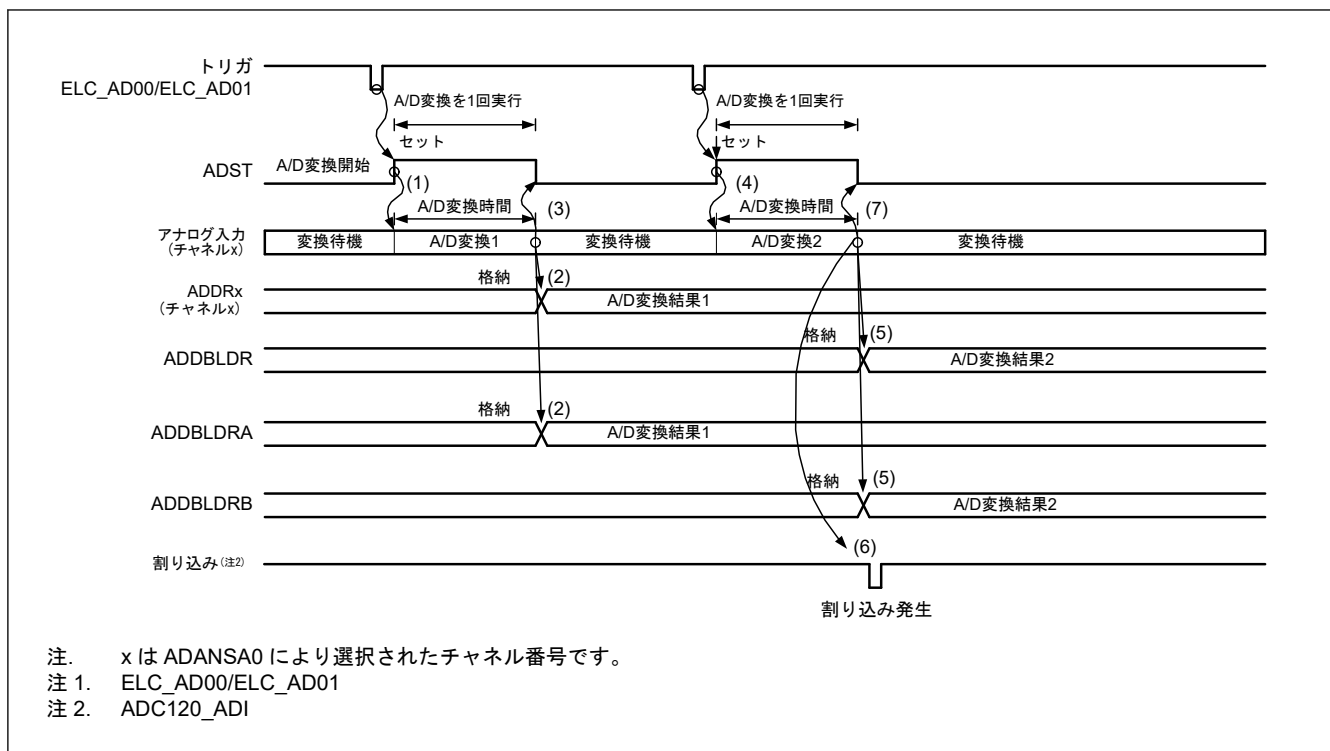 トリガ
ELC_AD00/ELC_AD01
A/D変換を1回実行
A/D変換を1回実行
セット
セット
ADST
A/D変換開始
(1)
(3)
(4)
(7)
A/D変換時間
A/D変換時間
アナログ入力
(チャネルx)
変換待機
A/D変換1
変換待機
A/D変換2
変換待機
格納
(2)
ADDRx
(チャネルx)
A/D変換結果1
格納
(5)
ADDBLDR
A/D変換結果2
格納
(2)
ADDBLDRA
A/D変換結果1
格納
(5)
ADDBLDRB
A/D変換結果2
(6)
割り込み(注2)
割り込み発生
注. x は ADANSA0 により選択されたチャネル番号です。
注 1. ELC_AD00/ELC_AD01
注 2. ADC120_ADI